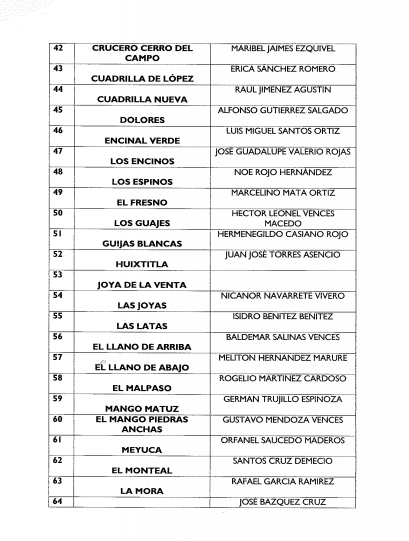 42 CRUCERO CERRO DEL MARIBEL JAIMES EZQUIVEL
CAMPO
43 ERICA SÁNCHEZ ROMERO
CUADRILLA DE LÓPEZ
44 RAUL JIMENEZ AGUSTÍN
CUADRILLA NUEVA
45 ALFONSO GUTIERREZ SALGADO
DOLORES
46 LUIS MIGUEL SANTOS ORTIZ
ENCINAL VERDE
47 JOSÉ GUADALUPE VALERIO ROJAS
LOS ENCINOS
48 NOE ROJO HERNÁNDEZ
LOS ESPINOS
49 MARCELINO MATA ORTIZ
EL FRESNO
50 HECTOR LEONEL VENCES
LOS GUAJES MACEDO
51 HERMENEGILDO CASIANO ROJO
GUIJAS BLANCAS
52 JUAN JOSÉ TORRES ASENCIO
HUIXTITLA
53
JOYA DE LA VENTA
54 NICANOR NAVARRETE VIVERO
LAS JOYAS
55 ISIDRO BENITEZ BENÍTEZ
LAS LATAS
56 BALDEMAR SALINAS VENCES
EL LLANO DE ARRIBA
57 MELITON HERNANDEZ MARURE
EL LLANO DE ABAJO
58 ROGELIO MARTÍNEZ CARDOSO
EL MALPASO
59 GERMAN TRUJILLO ESPINOZA
MANGO MATUZ
60 EL MANGO PIEDRAS GUSTAVO MENDOZA VENCES
ANCHAS
61 ORFANEL SAUCEDO MADEROS
MEYUCA
62 SANTOS CRUZ DEMECIO
EL MONTEAL
63 RAFAEL GARCIA RAMIREZ
LA MORA
64 JOSÉ BAZQUEZ CRUZ